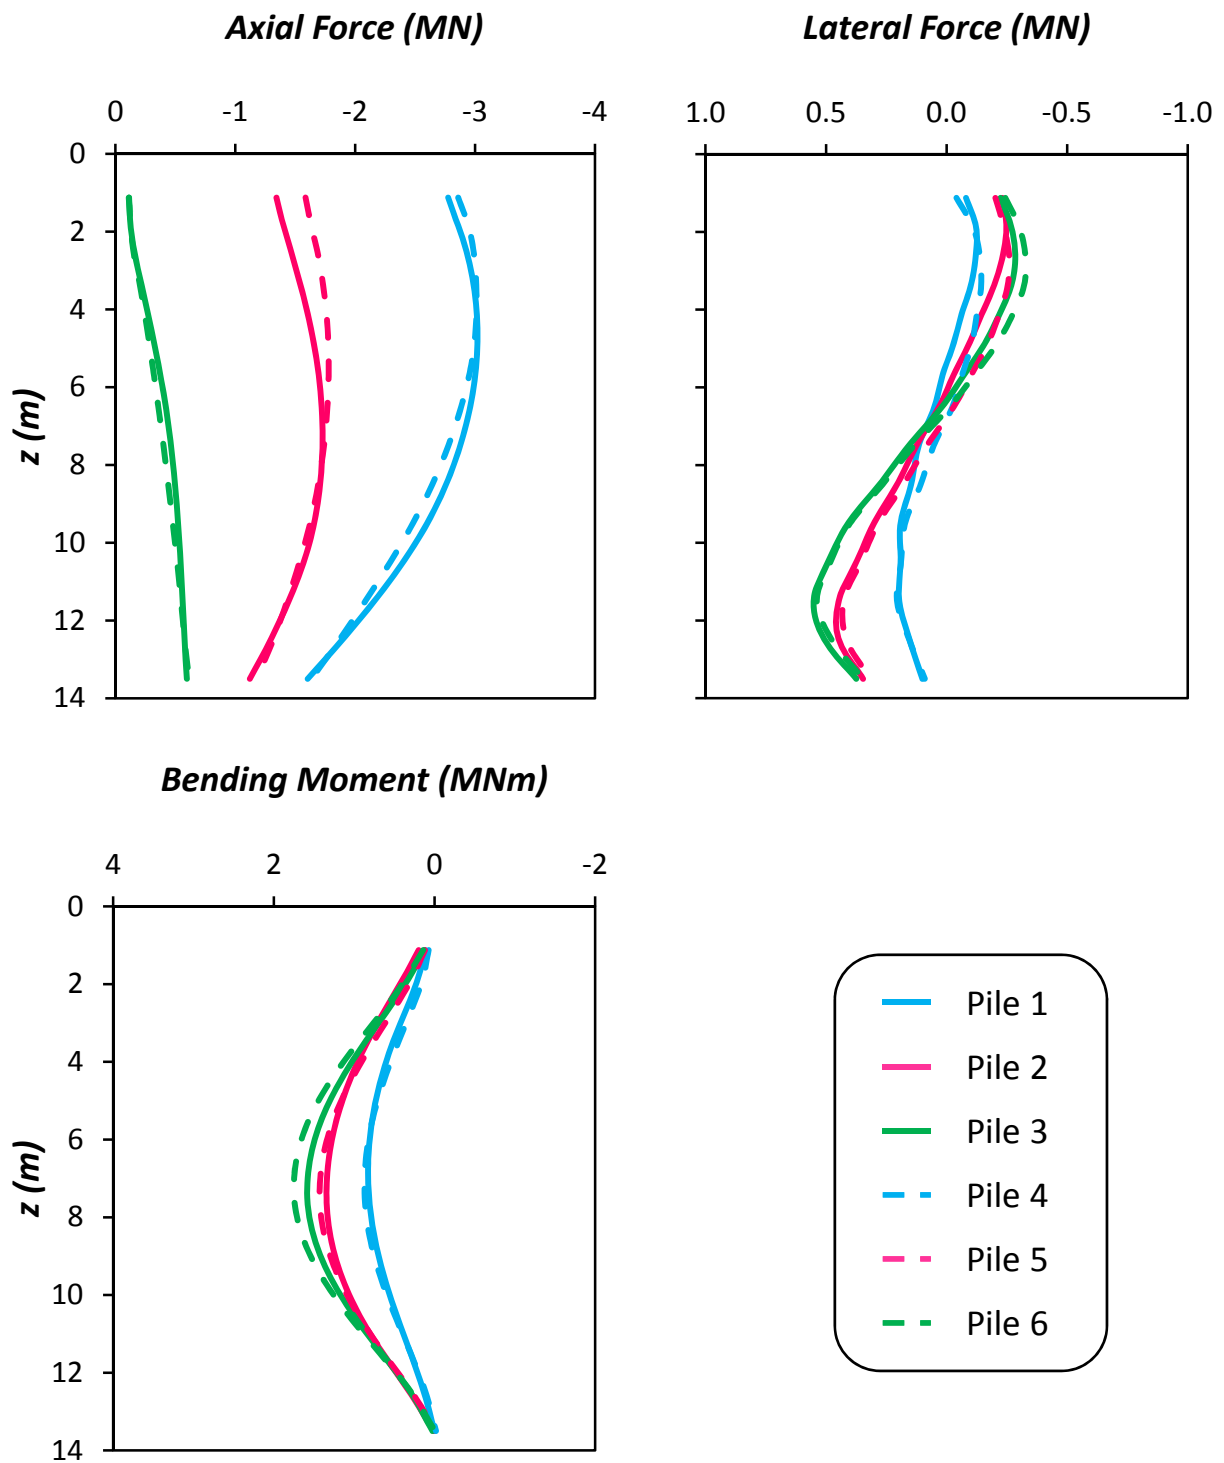 Axial Force (MN)
0 -1 -2 -3 -4
0
2
4
6
8
10
12
14
z (m)
Lateral Force (MN)
1.0 0.5 0.0 -0.5 -1.0
Bending Moment (MNm)
4 2 0 -2
0
2
4
6
8
10
12
14
z (m)
Pile 1
Pile 2
Pile 3
Pile 4
Pile 5
Pile 6